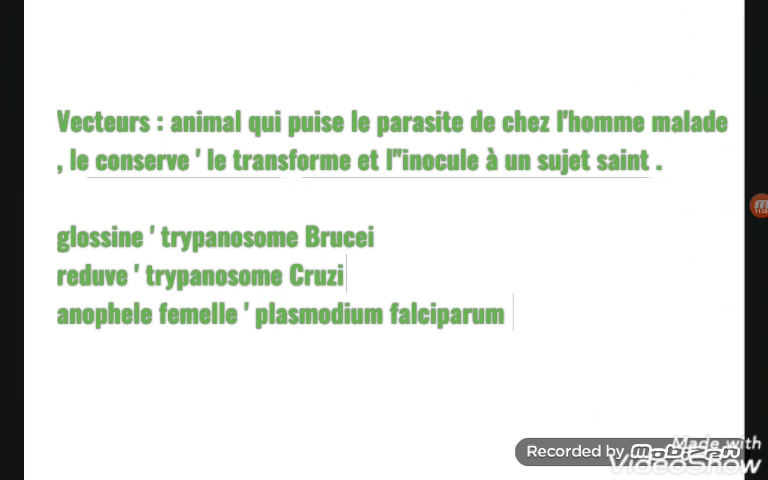 Vecteurs : animal qui puise le parasite de chez l'homme malade
, le conserve ' le transforme et l"inocule à un sujet saint .
glossine ' trypanosome Brucei
reduve ' trypanosome Cruzi
anophele femelle ' plasmodium falciparum
Recorded by MOBIZEN
Made with
VideoShow